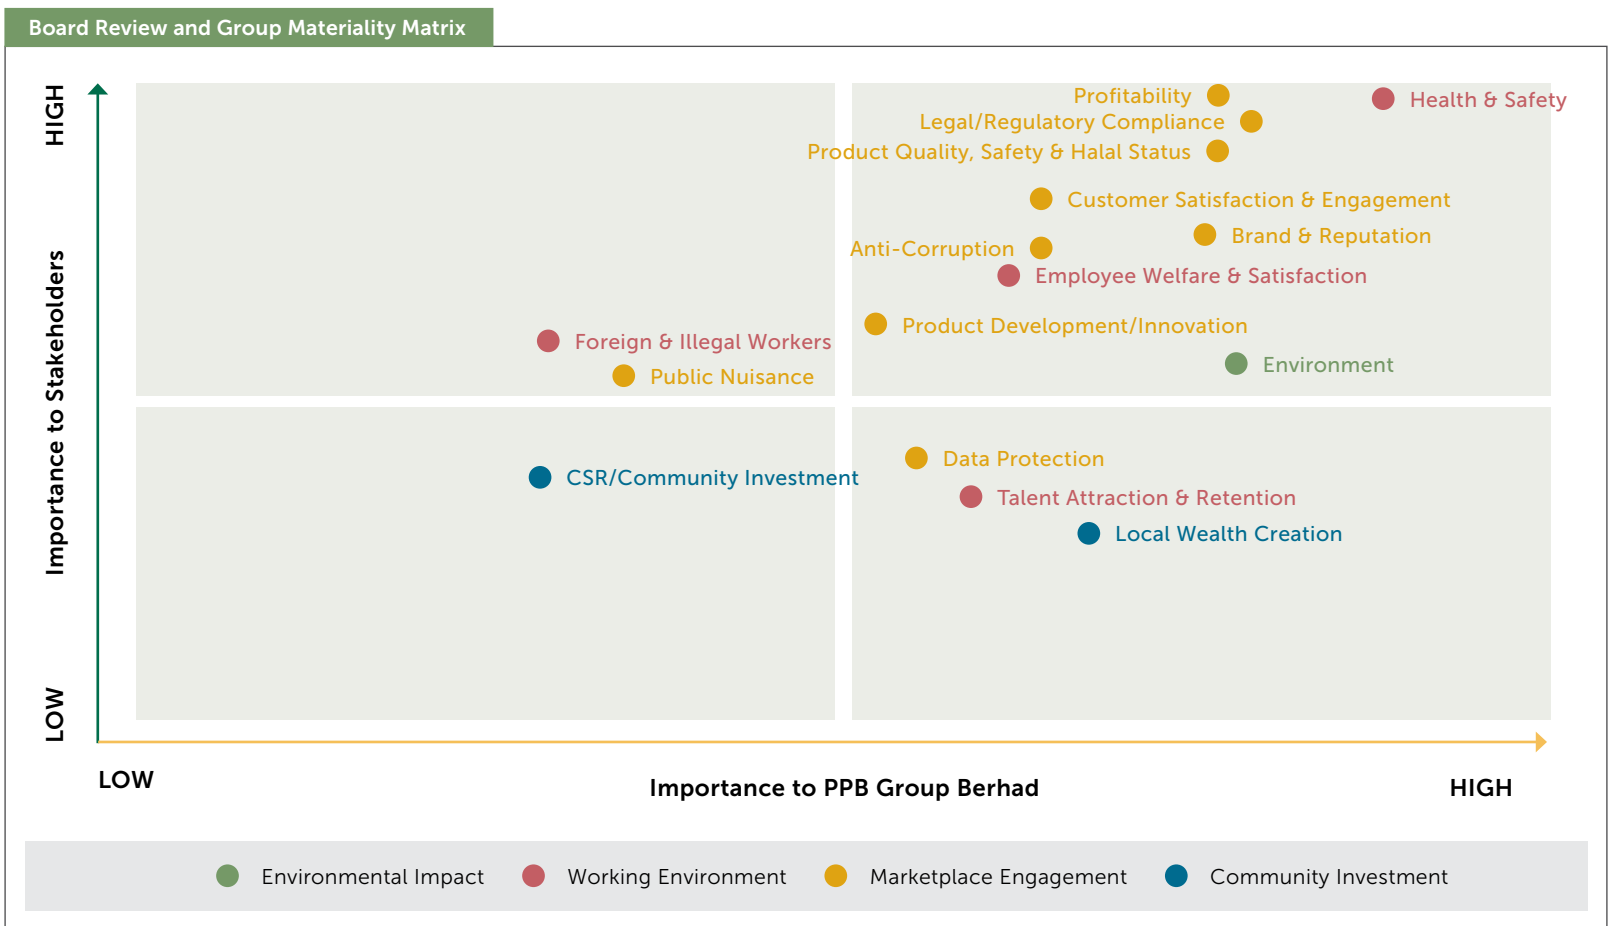 Board Review and Group Materiality Matrix
HIGH
Importance to Stakeholders
LOW
Profitability
Health & Safety
Legal/Regulatory Compliance
Product Quality, Safety & Halal Status
Customer Satisfaction & Engagement
Brand & Reputation
Anti-Corruption
Employee Welfare & Satisfaction
Product Development/Innovation
Foreign & Illegal Workers
Environment
Public Nuisance
Data Protection
CSR/Community Investment
Talent Attraction & Retention
Local Wealth Creation
LOW
Importance to PPB Group Berhad
HIGH
Environmental Impact
Working Environment
Marketplace Engagement
Community Investment